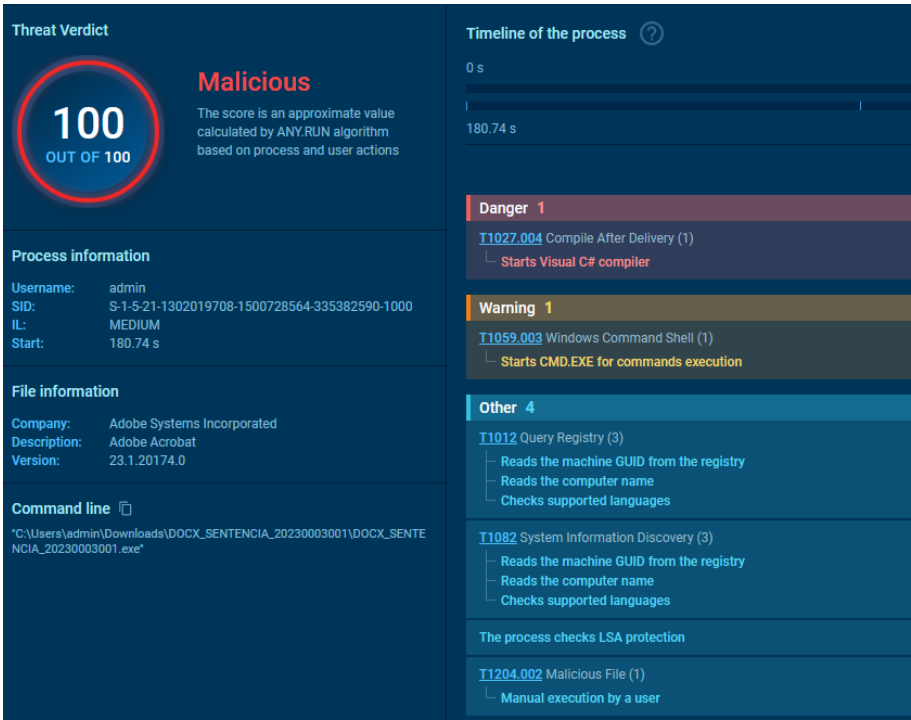 Threat Verdict
100
OUT OF 100
Malicious
The score is an approximate value
calculated by ANY.RUN algorithm
based on process and user actions
Process information
Username: admin
SID: S-1-5-21-1302019708-1500728564-335382590-1000
IL: MEDIUM
Start: 180.74 s
File information
Company: Adobe Systems Incorporated
Description: Adobe Acrobat
Version: 23.1.20174.0
Command line
"C:\Users\admin\Downloads\DOCX_SENTENCIA_20230003001\DOCX_SENTE
NCIA_20230003001.exe"
Timeline of the process ?
0 s
180.74 s
Danger 1
T1027.004 Compile After Delivery (1)
Starts Visual C# compiler
Warning 1
T1059.003 Windows Command Shell (1)
Starts CMD.EXE for commands execution
Other 4
T1012 Query Registry (3)
Reads the machine GUID from the registry
Reads the computer name
Checks supported languages
T1082 System Information Discovery (3)
Reads the machine GUID from the registry
Reads the computer name
Checks supported languages
The process checks LSA protection
T1204.002 Malicious File (1)
Manual execution by a user